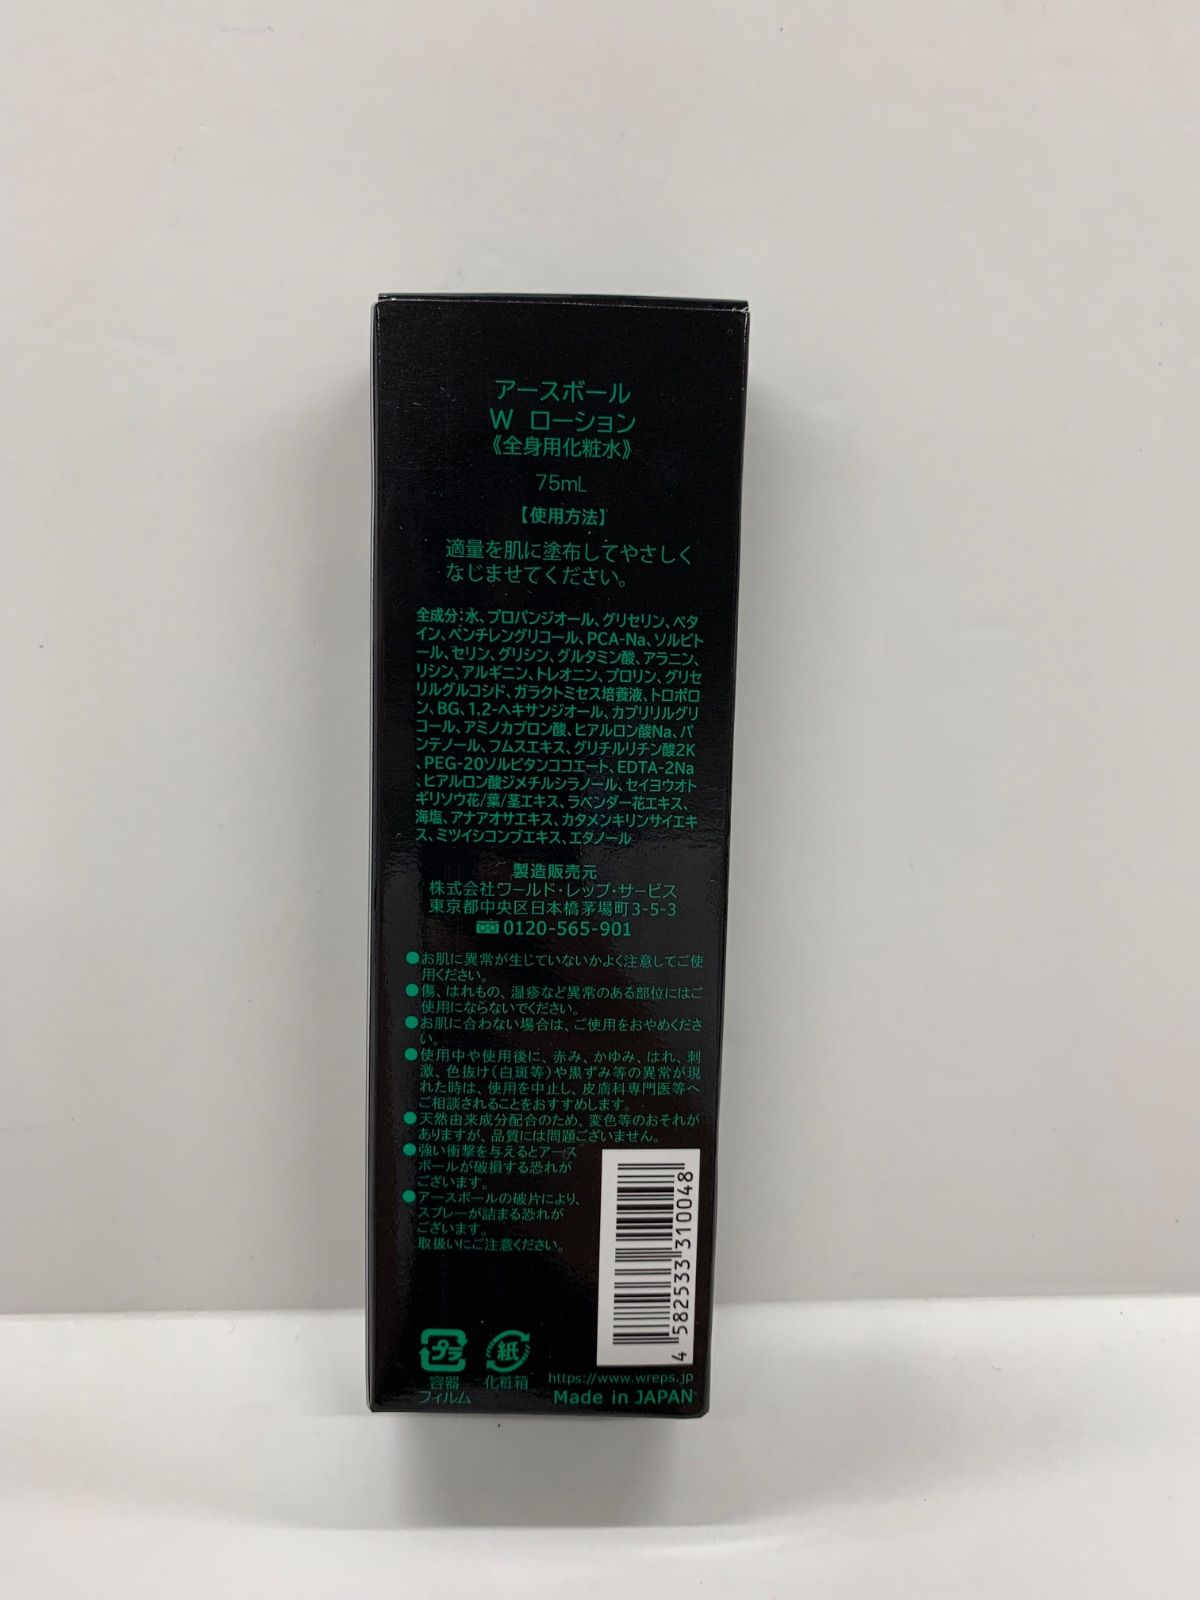 アースボール
W ローション
《全身用化粧水》
75mL
【使用方法】
適量を肌に塗布してやさしく
なじませてください。
全成分：水、プロパンジオール、グリセリン、ベタ
イン、ペンチレングリコール、PCA-Na、ソルビト
ール、セリン、グリシン、グルタミン酸、アラニン、
リシン、アルギニン、トレオニン、プロリン、グリセ
リルグルコシド、ガラクトミセス培養液、トロポロ
ン、BG、1,2-ヘキサンジオール、カプリリルグリ
コール、アミノカプロン酸、ヒアルロン酸Na、パ
ンテノール、フムスエキス、グリチルリチン酸2K
、PEG-20ソルビタンココエート、EDTA-2Na
、ヒアルロン酸ジメチルシラノール、セイヨウオト
ギリソウ花/葉/茎エキス、ラベンダー花エキス、
海塩、アナアオサエキス、カタメンキリンサイエキ
ス、ミツイシコンブエキス、エタノール
製造販売元
株式会社ワールド・レップ・サービス
東京都中央区日本橋茅場町3-5-3
0120-565-901
●お肌に異常が生じていないかよく注意してご使
用ください。
●傷、はれもの、湿疹など異常のある部位にはご
使用にならないでください。
●お肌に合わない場合は、ご使用をおやめくださ
い。
●使用中や使用後に、赤み、かゆみ、はれ、刺
激、色抜け（白斑等）や黒ずみ等の異常が現
れた時は、使用を中止し、皮膚科専門医等へ
ご相談されることをおすすめします。
●天然由来成分配合のため、変色等のおそれが
ありますが、品質には問題ございません。
●強い衝撃を与えるとアース
ボールが破損する恐れが
ございます。
●アースボールの破片により、
スプレーが詰まる恐れが
ございます。
取扱いにご注意ください。
4 582533 310048
プラ
容器
フィルム
紙
化粧箱
https://www.wreps.jp
Made in JAPAN